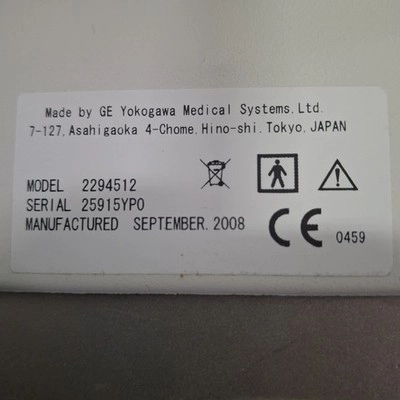 Made by GE Yokogawa Medical Systems,Ltd.
7-127,Asahigaoka 4-Chome,Hino-shi,Tokyo,JAPAN
MODEL 2294512
SERIAL 25915YP0
MANUFACTURED SEPTEMBER.2008
CE 0459